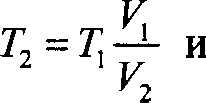 T₂ = T₁ V₁/V₂ и